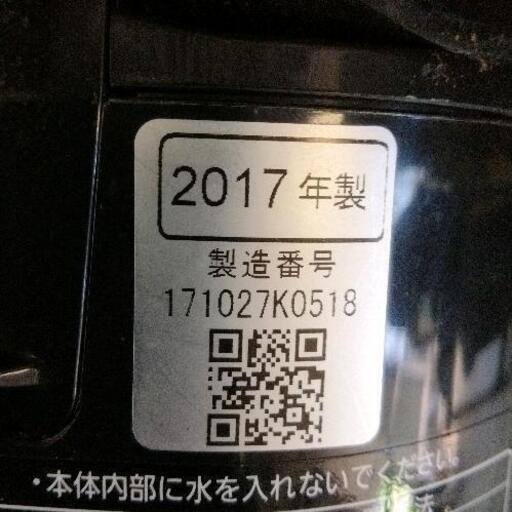 2017年製
製造番号
171027K0518
・本体内部に水を入れないでください。
法